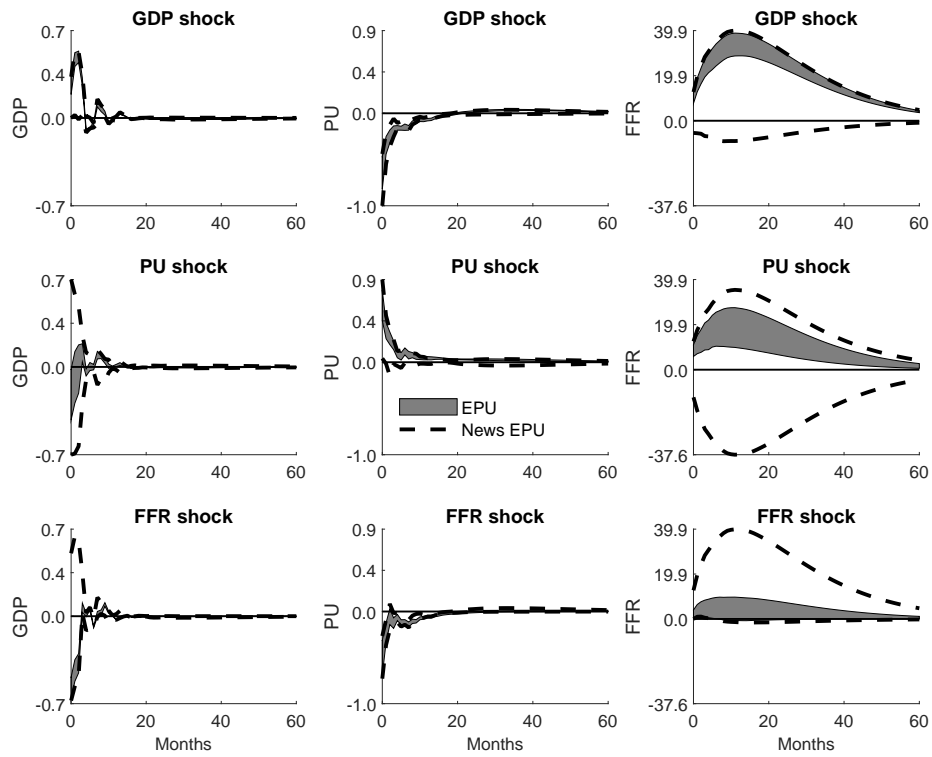 GDP shock
GDP
0.7
0.4
0.0
-0.7
0 20 40 60
GDP shock
PU
0.9
0.4
0.0
-1.0
0 20 40 60
GDP shock
FFR
39.9
19.9
0.0
-37.6
0 20 40 60
PU shock
GDP
0.7
0.4
0.0
-0.7
0 20 40 60
PU shock
PU
0.9
0.4
0.0
-1.0
EPU
News EPU
0 20 40 60
PU shock
FFR
39.9
19.9
0.0
-37.6
0 20 40 60
FFR shock
GDP
0.7
0.4
0.0
-0.7
0 20 40 60
Months
FFR shock
PU
0.9
0.4
0.0
-1.0
0 20 40 60
Months
FFR shock
FFR
39.9
19.9
0.0
-37.6
0 20 40 60
Months